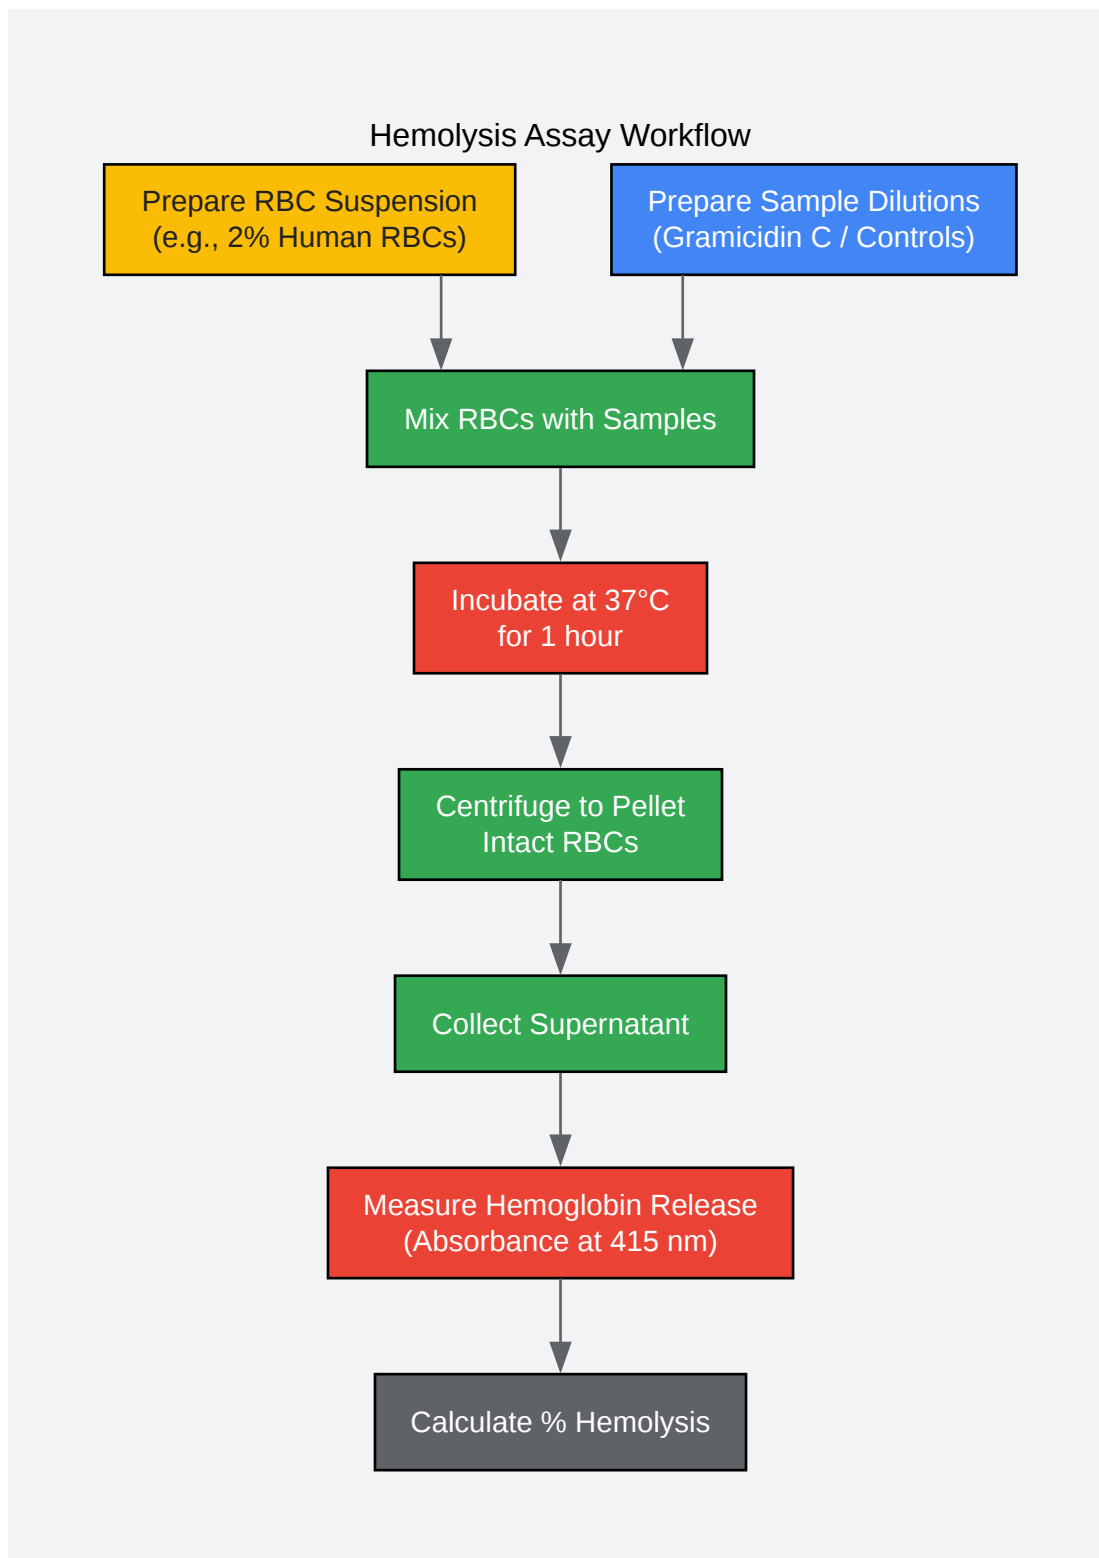 Hemolysis Assay Workflow
Prepare RBC Suspension
(e.g., 2% Human RBCs)
Prepare Sample Dilutions
(Gramicidin C / Controls)
Mix RBCs with Samples
Incubate at 37°C
for 1 hour
Centrifuge to Pellet
Intact RBCs
Collect Supernatant
Measure Hemoglobin Release
(Absorbance at 415 nm)
Calculate % Hemolysis